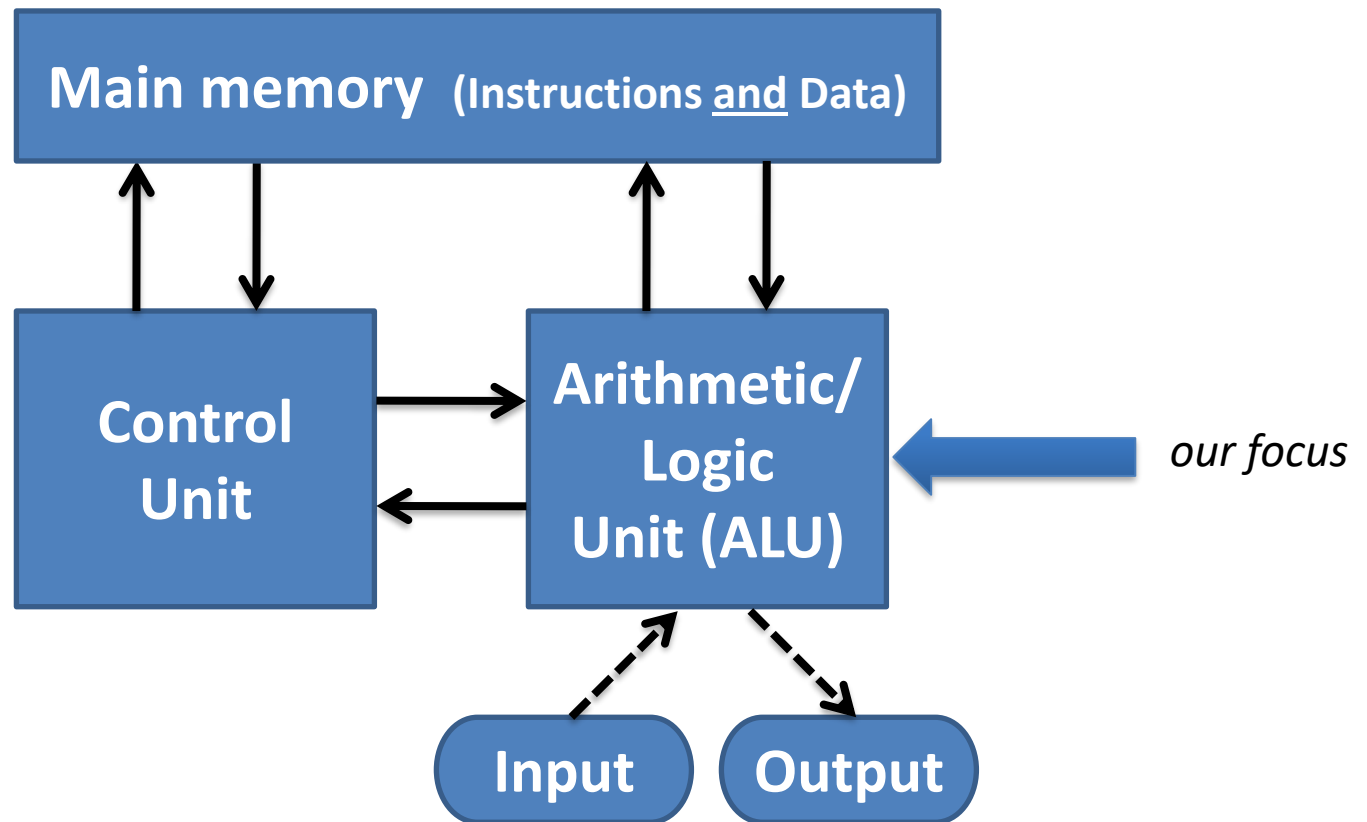 Main memory (Instructions and Data)
Control
Unit
Arithmetic/
Logic
Unit (ALU)
our focus
Input
Output